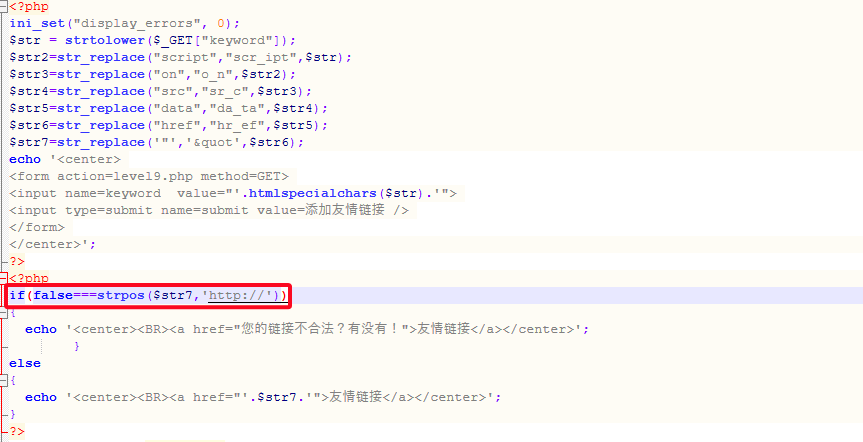 <?php
ini_set("display_errors", 0);
$str = strtolower($_GET["keyword"]);
$str2=str_replace("script","scr_ipt",$str);
$str3=str_replace("on","o_n",$str2);
$str4=str_replace("src","sr_c",$str3);
$str5=str_replace("data","da_ta",$str4);
$str6=str_replace("href","hr_ef",$str5);
$str7=str_replace('"','&quot',$str6);
echo '<center>
<form action=level9.php method=GET>
<input name=keyword  value="'.htmlspecialchars($str).'">
<input type=submit name=submit value=添加友情链接 />
</form>
</center>';
?>
<?php
if(false===strpos($str7,'http://'))
{
  echo '<center><BR><a href="您的链接不合法？有没有！">友情链接</a></center>';
        }
else
{
  echo '<center><BR><a href="'.$str7.'">友情链接</a></center>';
}
?>